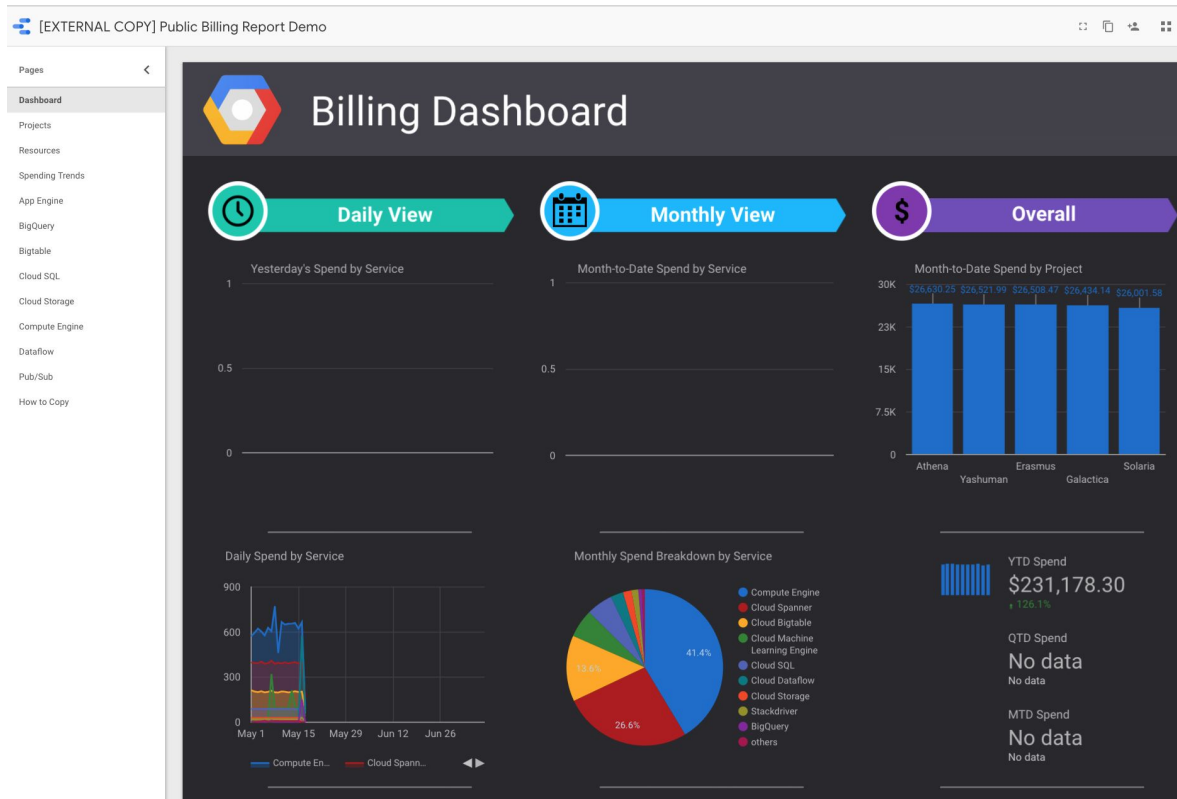 [EXTERNAL COPY] Public Billing Report Demo
Pages
Dashboard
Projects
Resources
Spending Trends
App Engine
BigQuery
Bigtable
Cloud SQL
Cloud Storage
Compute Engine
Dataflow
Pub/Sub
How to Copy
Billing Dashboard
Daily View
Yesterday's Spend by Service
1
0.5
0
Daily Spend by Service
900
600
300
0
May 1 May 15 May 29 Jun 12 Jun 26
Compute En... Cloud Spann...
Monthly View
Month-to-Date Spend by Service
1
0.5
0
Monthly Spend Breakdown by Service
41.4%
13.6%
26.6%
Compute Engine
Cloud Spanner
Cloud Bigtable
Cloud Machine
Learning Engine
Cloud SQL
Cloud Dataflow
Cloud Storage
Stackdriver
BigQuery
others
$
Overall
Month-to-Date Spend by Project
30K
23K
15K
7.5K
0
$26,630.25 $26,521.99 $26,508.47 $26,434.14 $26,001.58
Athena Erasmus Solaria
Yashuman Galactica
YTD Spend
$231,178.30
126.1%
QTD Spend
No data
No data
MTD Spend
No data
No data